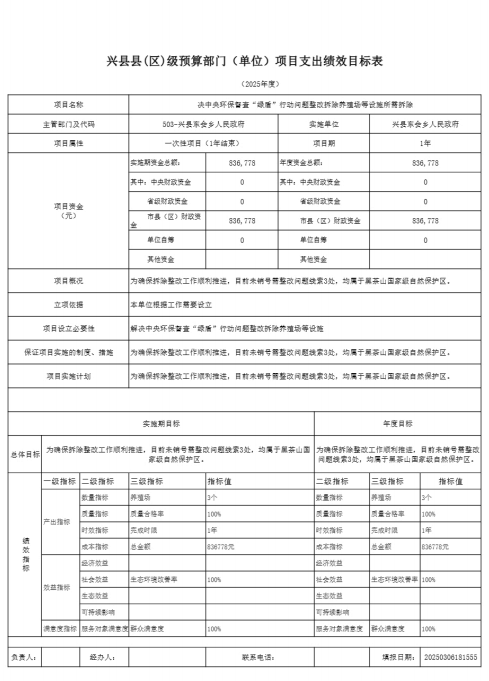 兴县县(区)级预算部门（单位）项目支出绩效目标表
（2025年度）
项目名称 决中央环保督查“绿盾”行动问题整改拆除养殖场等设施所需拆除
主管部门及代码 503-兴县东会乡人民政府 实施单位 兴县东会乡人民政府
项目属性 一次性项目（1年结束） 项目期 1年
项目资金（元）
实施期资金总额： 836,778 年度资金总额： 836,778
其中：中央财政资金 0 其中：中央财政资金 0
省级财政资金 0 省级财政资金 0
市县（区）财政资金 836,778 市县（区）财政资金 836,778
单位自筹 0 单位自筹 0
其他资金 其他资金
项目概况 为确保拆除整改工作顺利推进，目前未销号需整改问题线索3处，均属于黑茶山国家级自然保护区。
立项依据 本单位根据工作需要设立
项目设立必要性 解决中央环保督查“绿盾”行动问题整改拆除养殖场等设施
保证项目实施的制度、措施 为确保拆除整改工作顺利推进，目前未销号需整改问题线索3处，均属于黑茶山国家级自然保护区。
项目实施计划 为确保拆除整改工作顺利推进，目前未销号需整改问题线索3处，均属于黑茶山国家级自然保护区。
实施期目标 年度目标
总体目标 为确保拆除整改工作顺利推进，目前未销号需整改问题线索3处，均属于黑茶山国家级自然保护区。 为确保拆除整改工作顺利推进，目前未销号需整改问题线索3处，均属于黑茶山国家级自然保护区。
绩效指标
一级指标 二级指标 三级指标 指标值 二级指标 三级指标 指标值
产出指标
数量指标 养殖场 3个 数量指标 养殖场 3个
质量指标 质量合格率 100% 质量指标 质量合格率 100%
时效指标 完成时限 1年 时效指标 完成时限 1年
成本指标 总金额 836778元 成本指标 总金额 836778元
效益指标
经济效益 经济效益
社会效益 生态环境改善率 100% 社会效益 生态环境改善率 100%
生态效益 生态效益
可持续影响 可持续影响
满意度指标 服务对象满意度 群众满意度 100% 服务对象满意度 群众满意度 100%
负责人： 经办人： 联系电话： 填报日期： 20250306181555